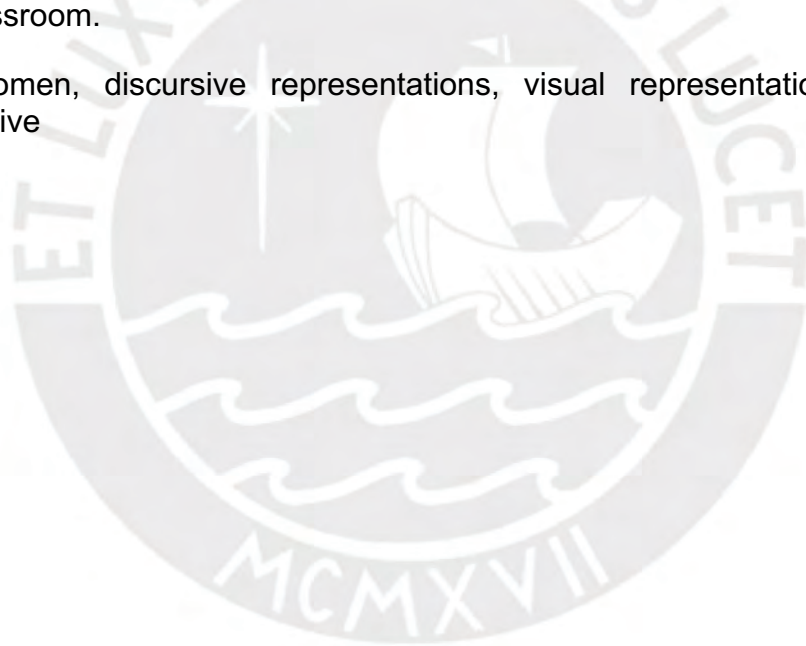 ssroom.
omen, discursive representations, visual representatio
ive
ET LUX
S LUCET
MCMXVII